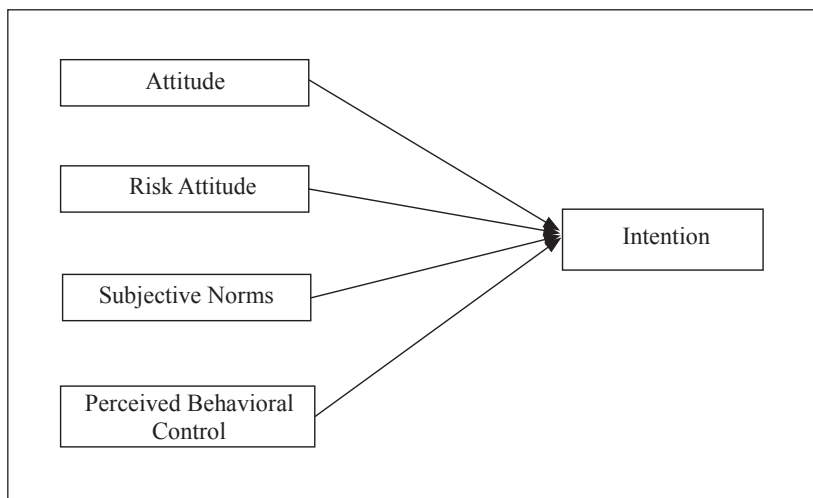 Attitude
Risk Attitude
Intention
Subjective Norms
Perceived Behavioral
Control